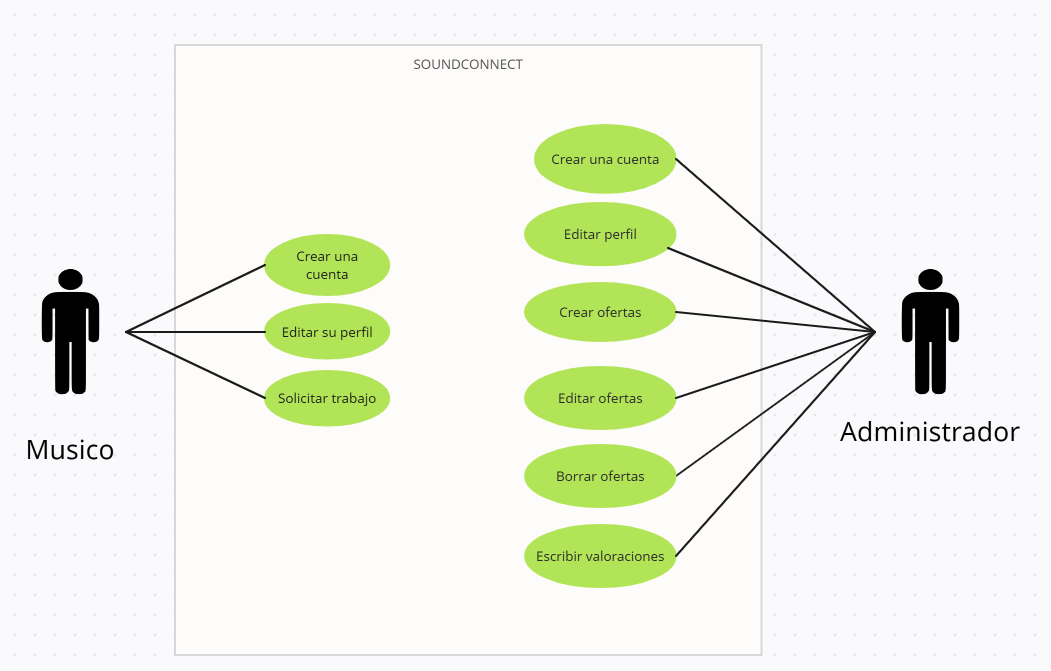 SOUNDCONNECT
Crear una
cuenta
Editar su perfil
Solicitar trabajo
Musico
Crear una cuenta
Editar perfil
Crear ofertas
Editar ofertas
Borrar ofertas
Escribir valoraciones
Administrador